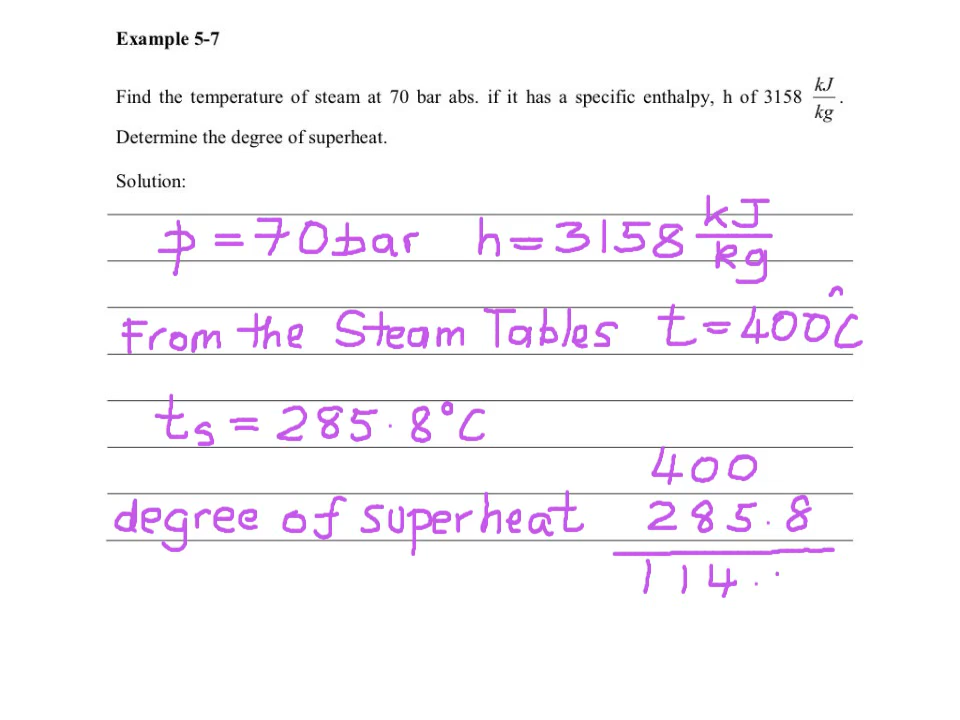 Example 5-7
Find the temperature of steam at 70 bar abs. if it has a specific enthalpy, h of 3158 kJ/kg.
Determine the degree of superheat.
Solution:
p = 70 bar h = 3158 kJ/kg
From the Steam Tables t = 400°C
ts = 285.8°C
400
degree of superheat 285.8
114.